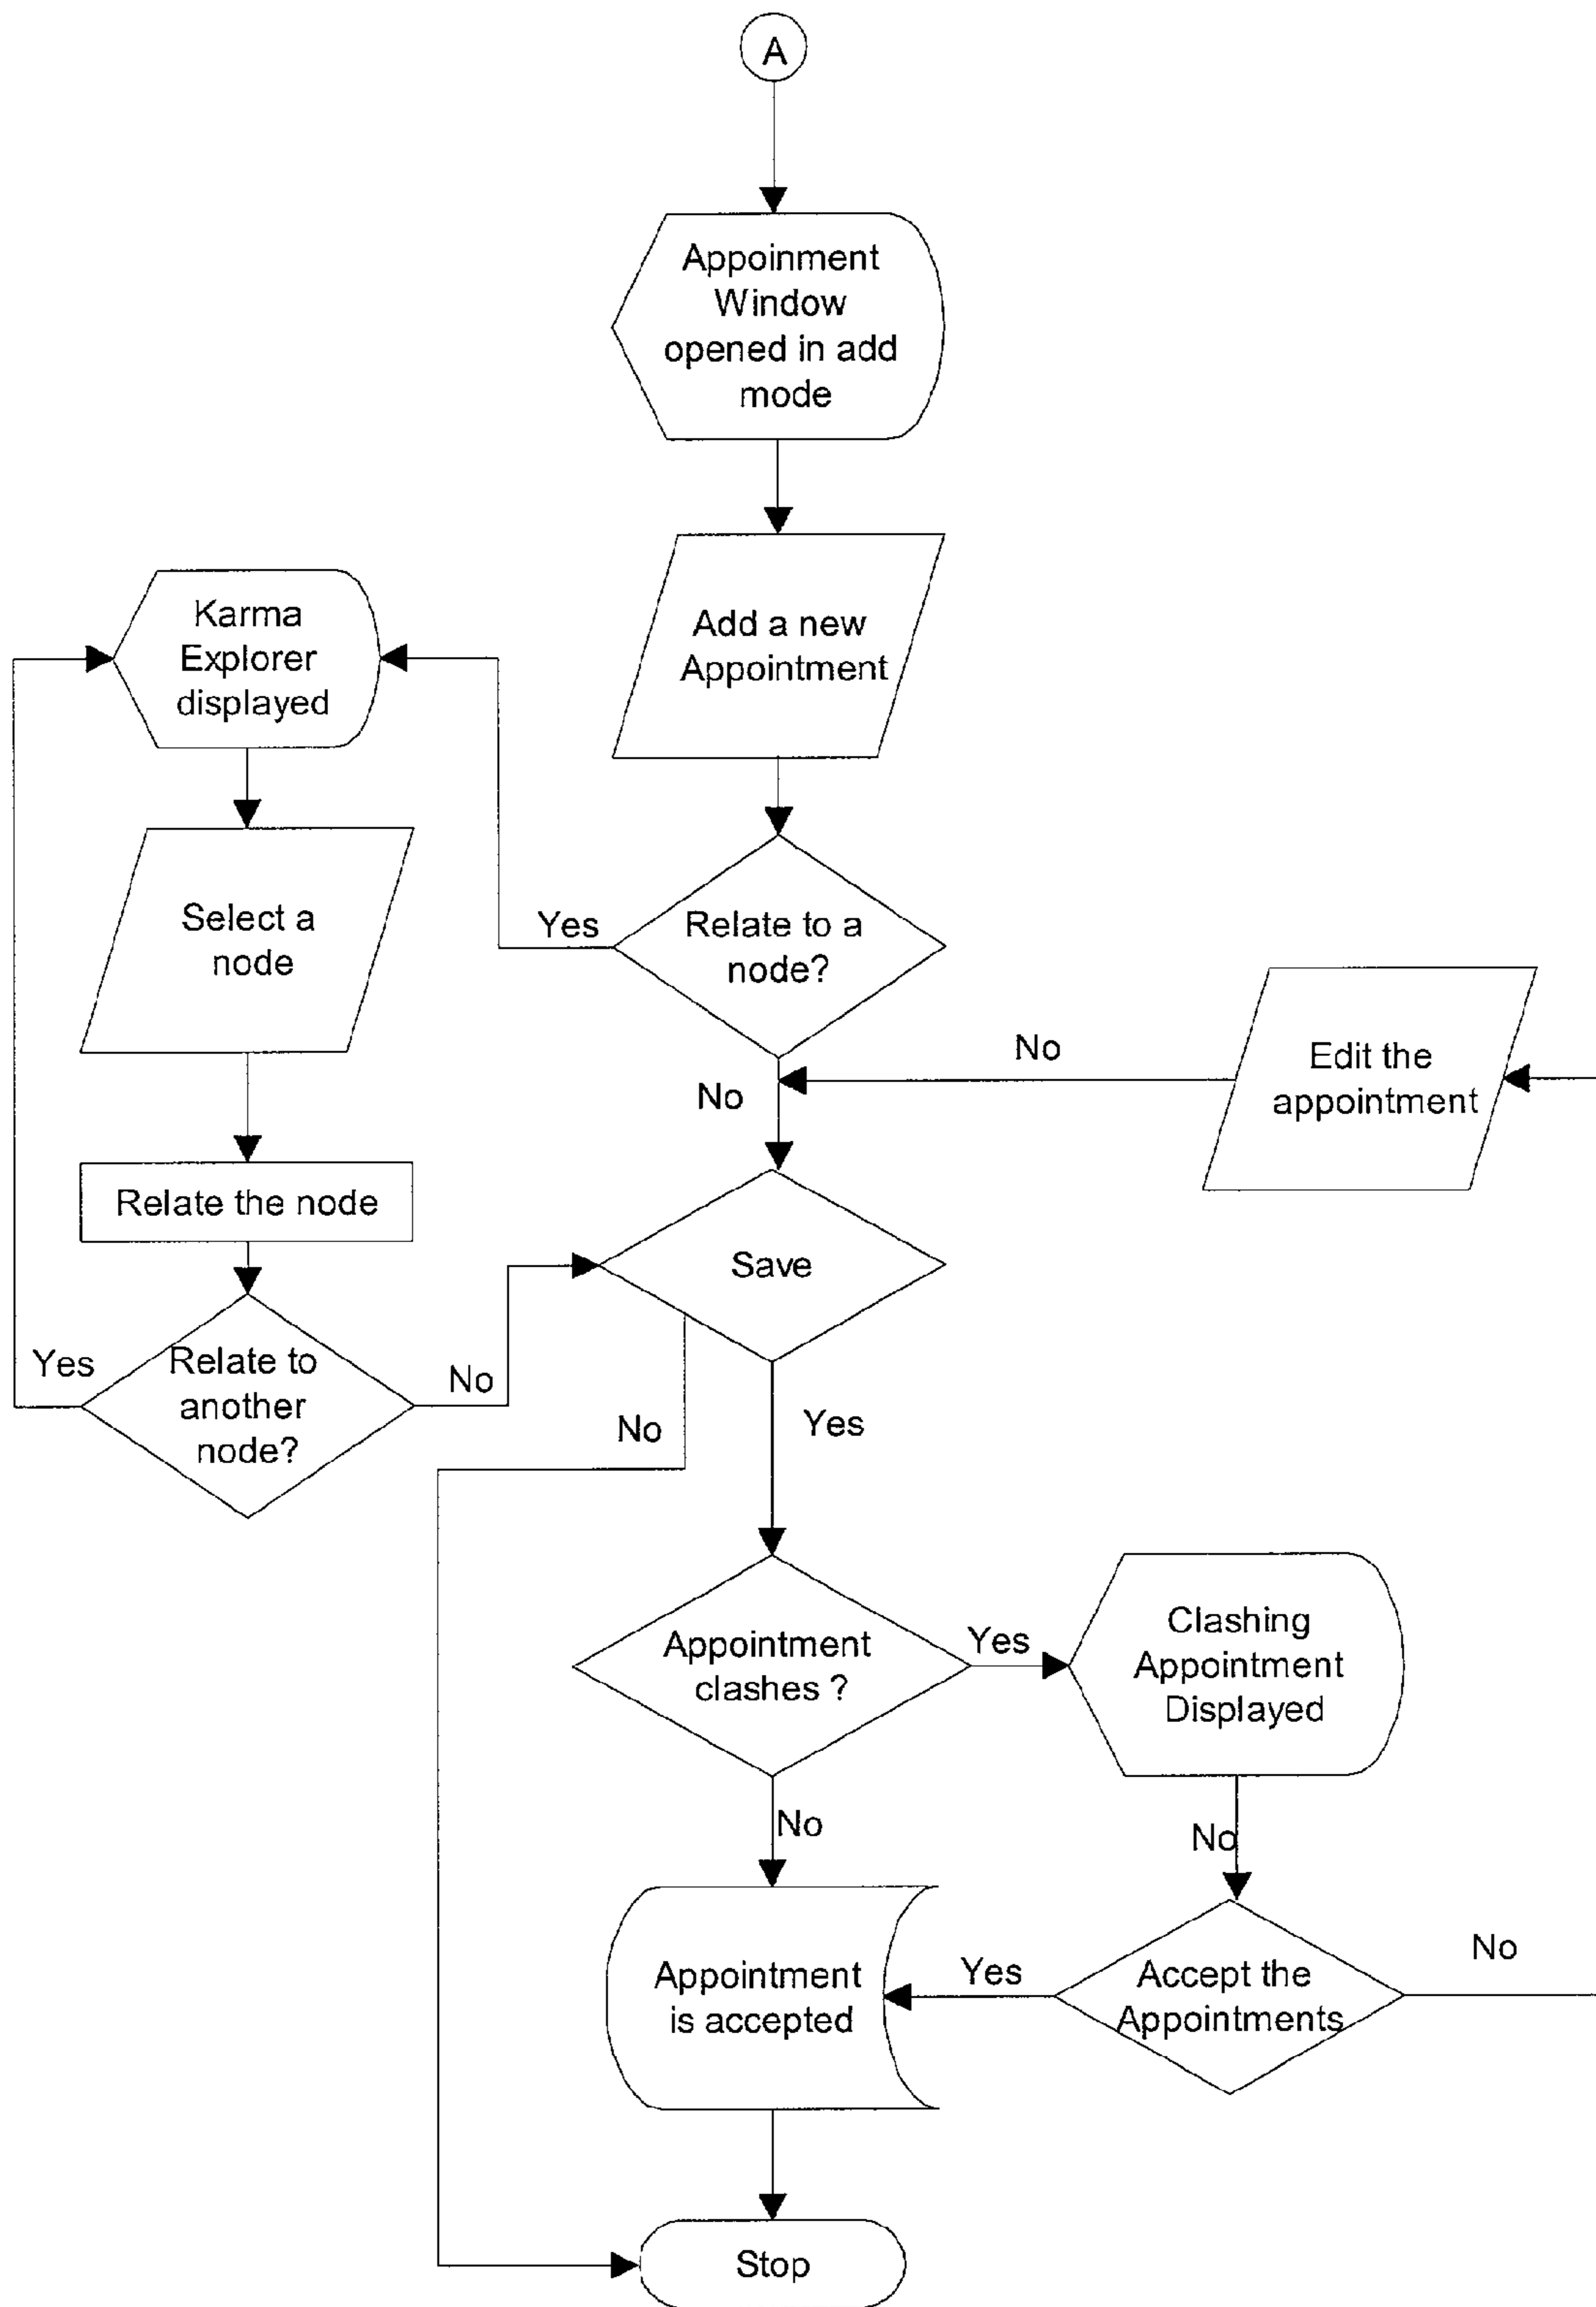 A
Appoinment
Window
opened in add
mode
Add a new
Appointment
Karma
Explorer
displayed
Select a
node
Yes
Relate to a
node?
No
Edit the
appointment
No
Relate the node
Save
Yes
Relate to
another
node?
No
No
Yes
Appointment
clashes ?
Yes
Clashing
Appointment
Displayed
No
No
Appointment
is accepted
Yes
Accept the
Appointments
No
Stop